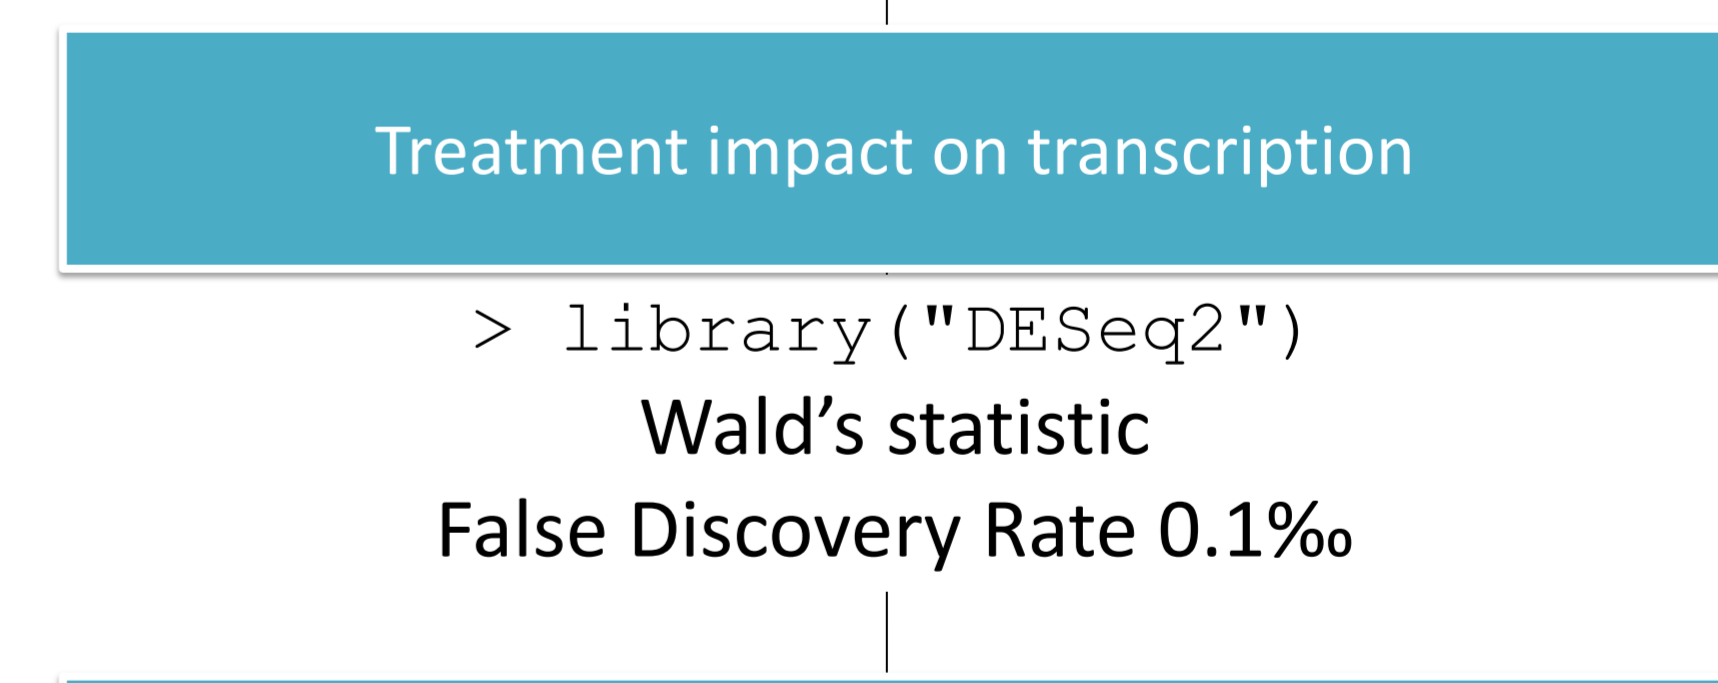 Treatment impact on transcription
> library("DESeq2")
Wald’s statistic
False Discovery Rate 0.1‰